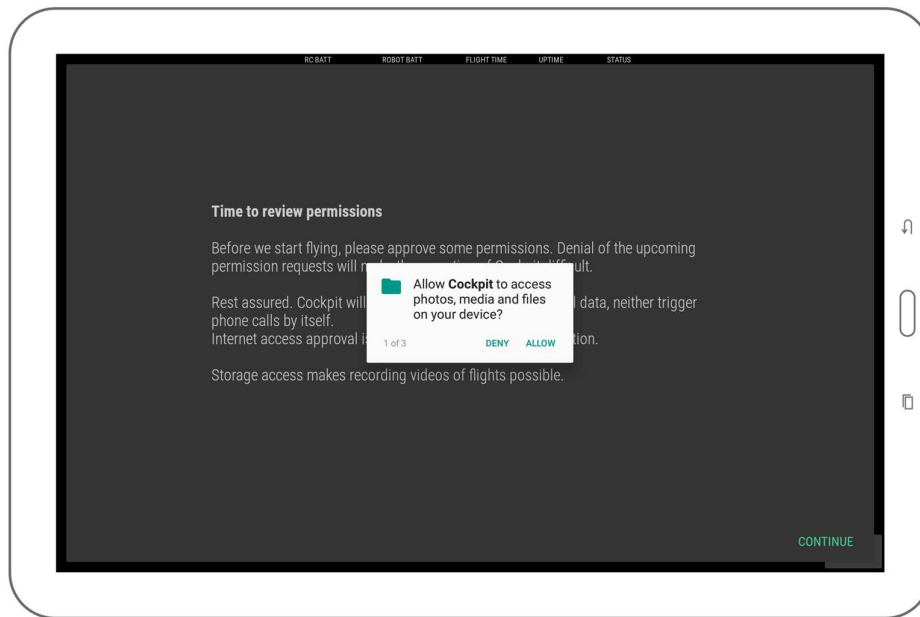 RC BATT ROBOT BATT FLIGHT TIME UPTIME STATUS
Time to review permissions
Before we start flying, please approve some permissions. Denial of the upcoming
permission requests will
Rest assured. Cockpit will data, neither trigger
phone calls by itself.
Internet access approval
Storage access makes recording videos of flights possible.
Allow Cockpit to access
photos, media and files
on your device?
1 of 3 DENY ALLOW
CONTINUE